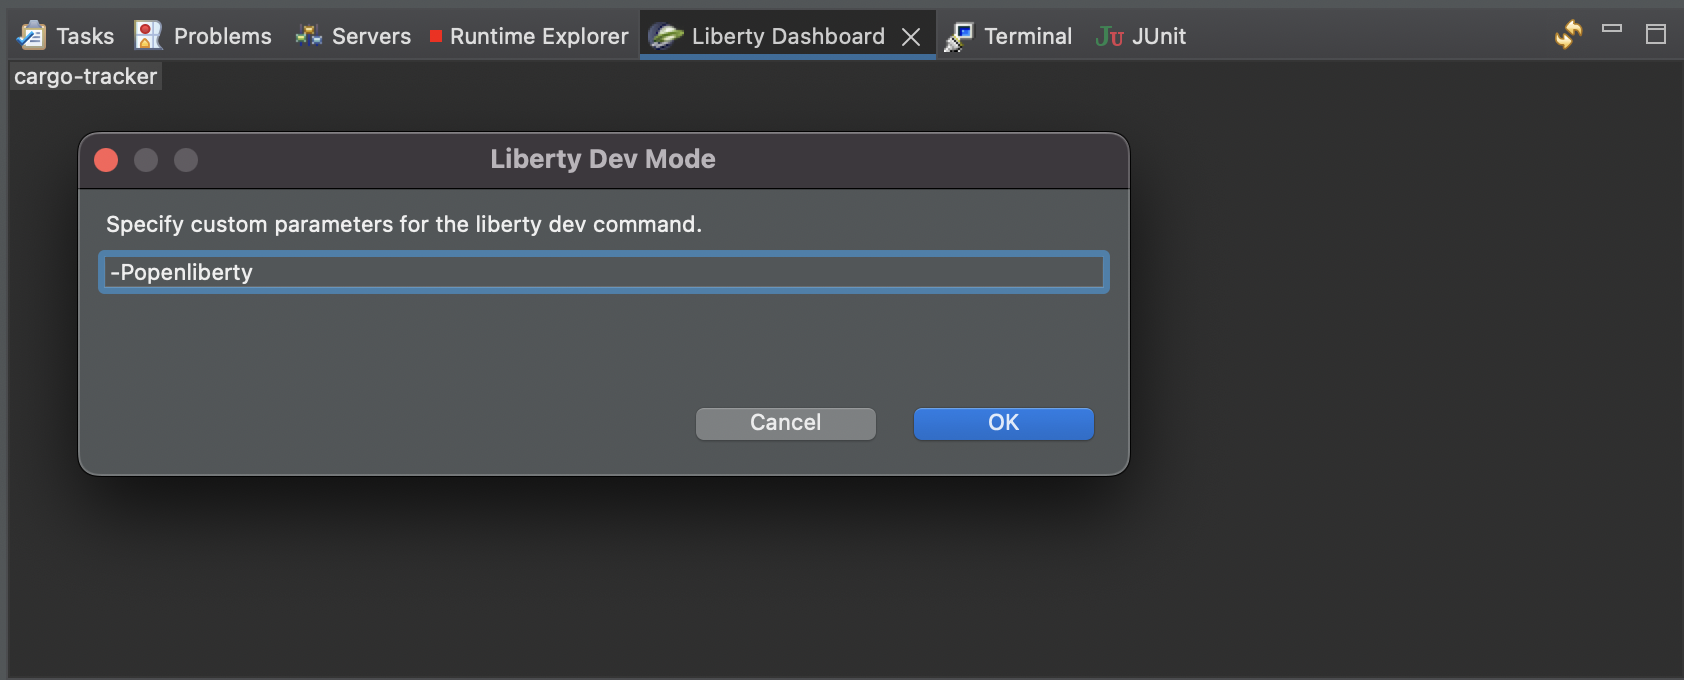 Tasks Problems Servers Runtime Explorer Liberty Dashboard Terminal JU JUnit
cargo-tracker
Liberty Dev Mode
Specify custom parameters for the liberty dev command.
-Popenliberty
Cancel OK